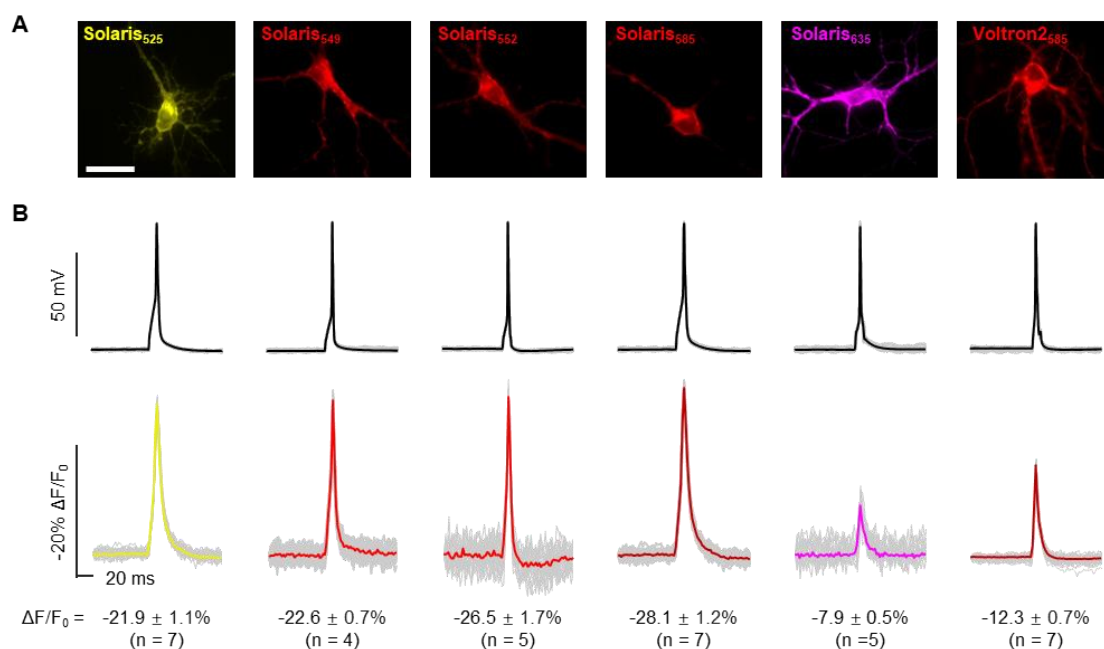 A
Solaris525
Solaris549
Solaris552
Solaris585
Solaris635
Voltron2585
B
50 mV
-20% ΔF/F0
20 ms
ΔF/F0 = -21.9 ± 1.1% -22.6 ± 0.7% -26.5 ± 1.7% -28.1 ± 1.2% -7.9 ± 0.5% -12.3 ± 0.7%
(n = 7) (n = 4) (n = 5) (n = 7) (n =5) (n = 7)